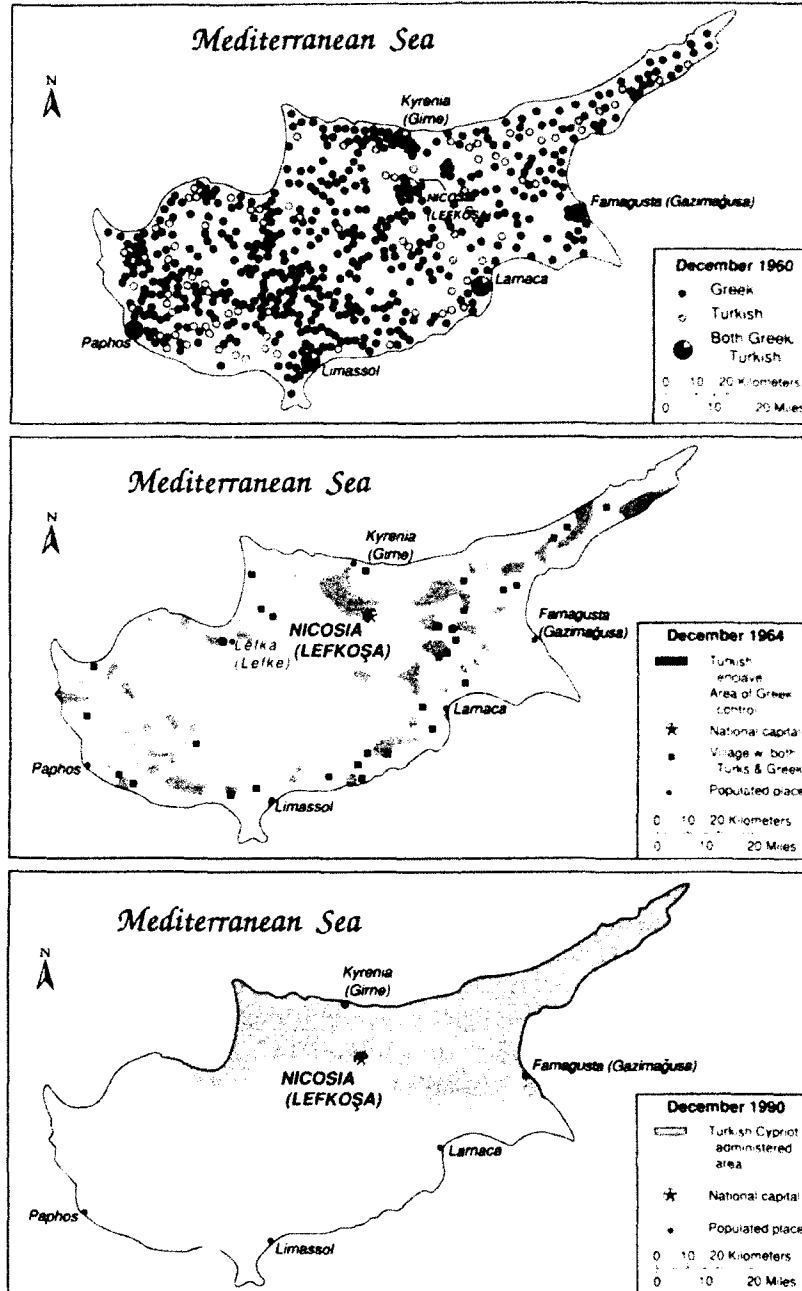 Mediterranean Sea
N
Kyrenia
(Girne)
NICOSIA
(LEFKOŞA)
Famagusta (Gazimağusa)
Larnaca
Paphos
Limassol
December 1960
Greek
Turkish
Both Greek
Turkish
0 10 20 Kilometers
0 10 20 Miles
Mediterranean Sea
N
Kyrenia
(Girne)
NICOSIA
(LEFKOŞA)
Lefka
(Lefke)
Famagusta
(Gazimağusa)
Larnaca
Paphos
Limassol
December 1964
Turkish
enclave
Area of Greek
control
National capital
Village w. both
Turks & Greek
Populated place
0 10 20 Kilometers
0 10 20 Miles
Mediterranean Sea
N
Kyrenia
(Girne)
NICOSIA
(LEFKOŞA)
Famagusta (Gazimağusa)
Larnaca
Paphos
Limassol
December 1990
Turkish Cypriot
administered
area
National capital
Populated place
0 10 20 Kilometers
0 10 20 Miles